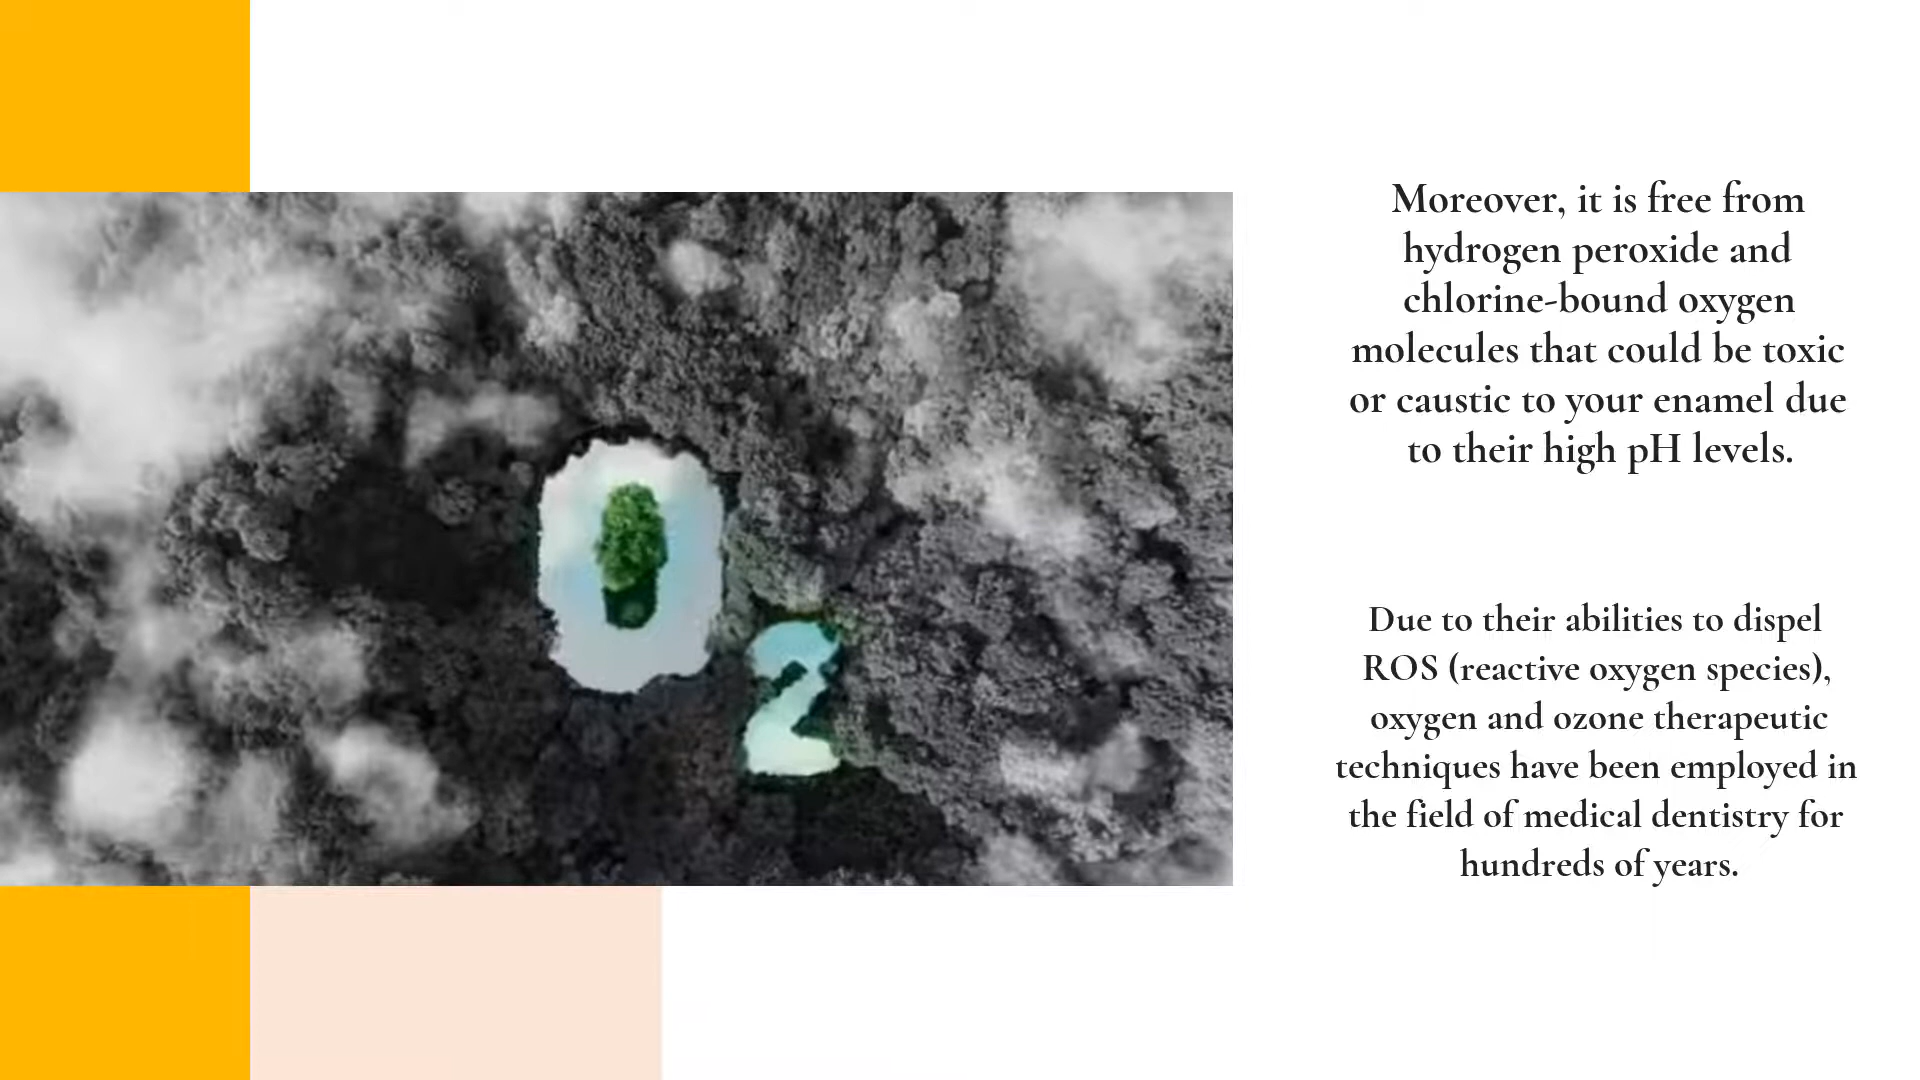 O
2
Moreover, it is free from
hydrogen peroxide and
chlorine-bound oxygen
molecules that could be toxic
or caustic to your enamel due
to their high pH levels.
Due to their abilities to dispel
ROS (reactive oxygen species),
oxygen and ozone therapeutic
techniques have been employed in
the field of medical dentistry for
hundreds of years.